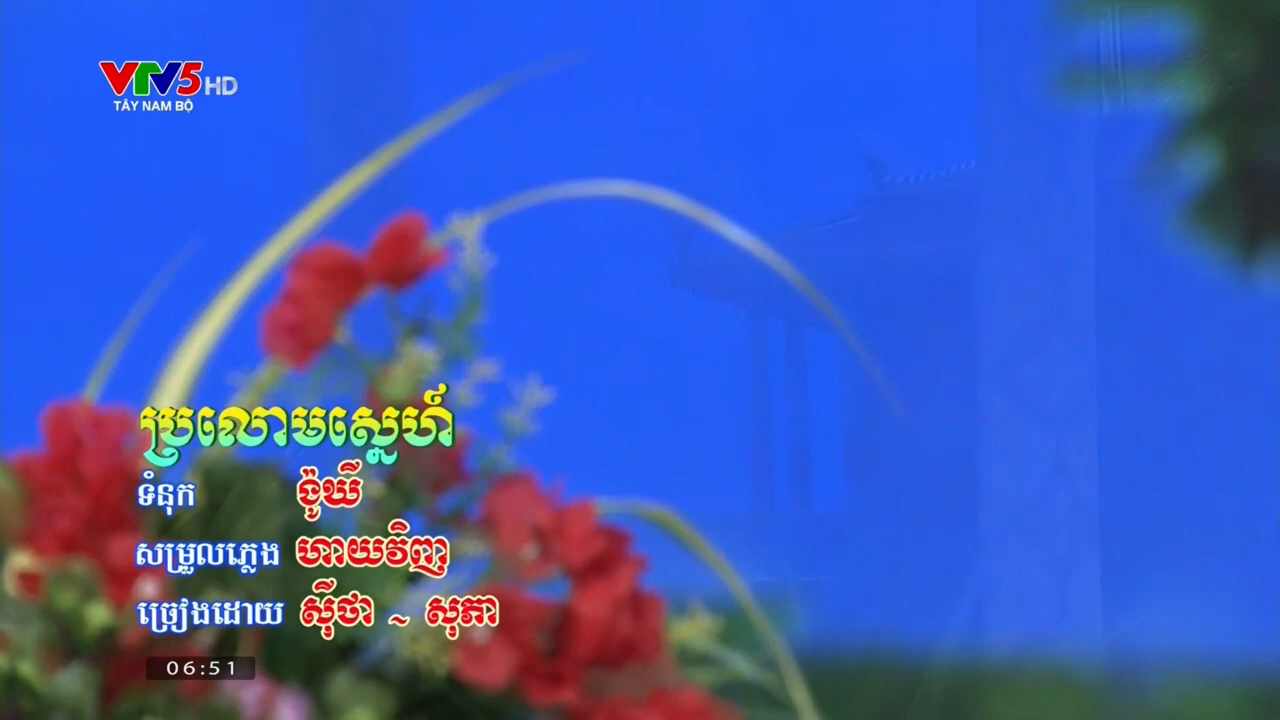 VTV5 HD
TÂY NAM BỘ
ប្រលោមស្នេហ៍
ទំនុក ង៉ូឃី
សម្រួលភ្លេង ហាយវិញ
ច្រៀងដោយ ស៊ីថា ~ សុភា
06:51